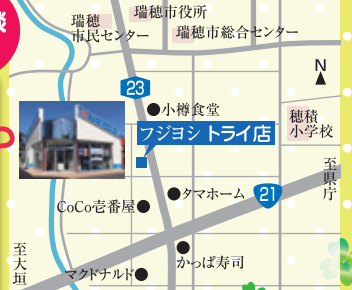 談
瑞穂市役所
瑞穂
市民センター
瑞穂市総合センター
N
23
小樽食堂
穂積
小学校
フジヨシ トライ店
至県庁
タマホーム
21
CoCo壱番屋
かっぱ寿司
至大垣
マクドナルド